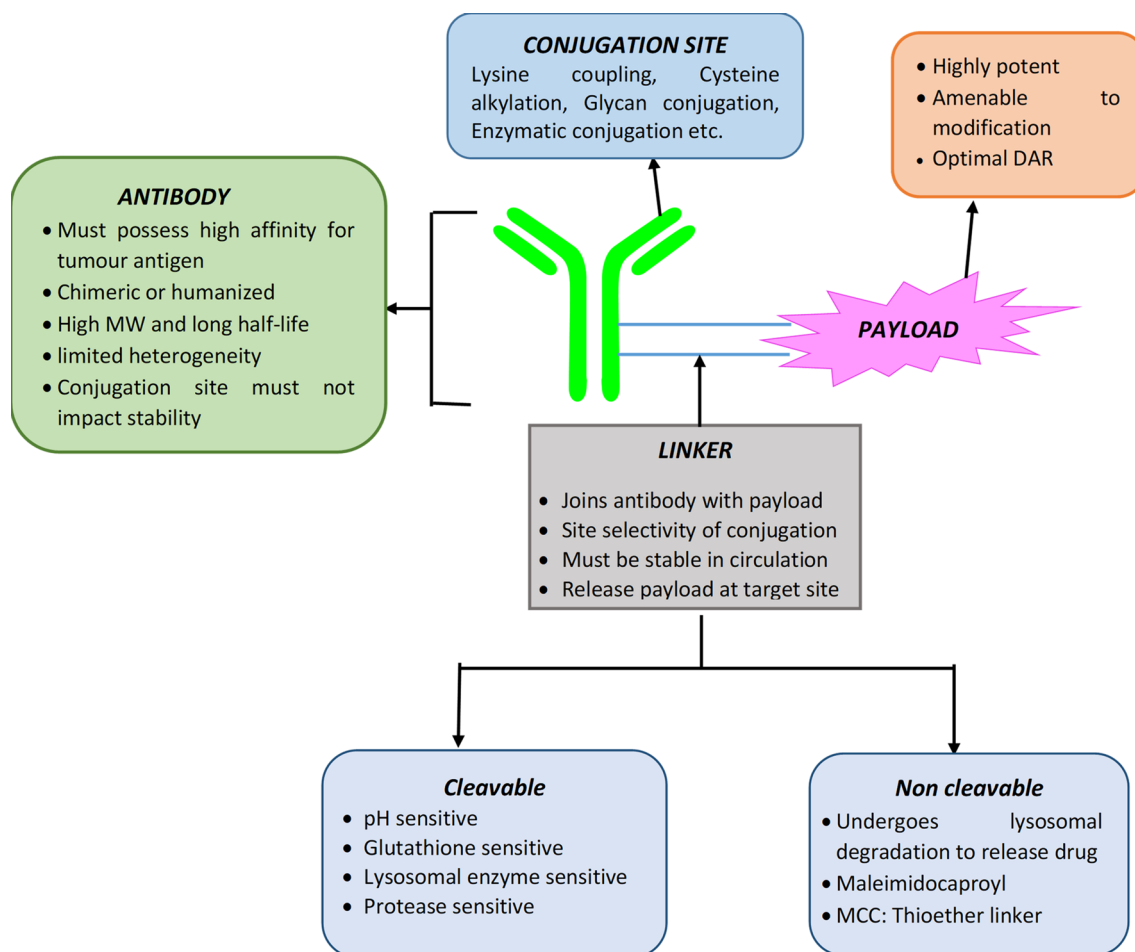 CONJUGATION SITE
Lysine coupling, Cysteine
alkylation, Glycan conjugation,
Enzymatic conjugation etc.
• Highly potent
• Amenable to
modification
• Optimal DAR
ANTIBODY
• Must possess high affinity for
tumour antigen
• Chimeric or humanized
• High MW and long half-life
• limited heterogeneity
• Conjugation site must not
impact stability
PAYLOAD
LINKER
• Joins antibody with payload
• Site selectivity of conjugation
• Must be stable in circulation
• Release payload at target site
Cleavable
• pH sensitive
• Glutathione sensitive
• Lysosomal enzyme sensitive
• Protease sensitive
Non cleavable
• Undergoes lysosomal
degradation to release drug
• Maleimidocaproyl
• MCC: Thioether linker